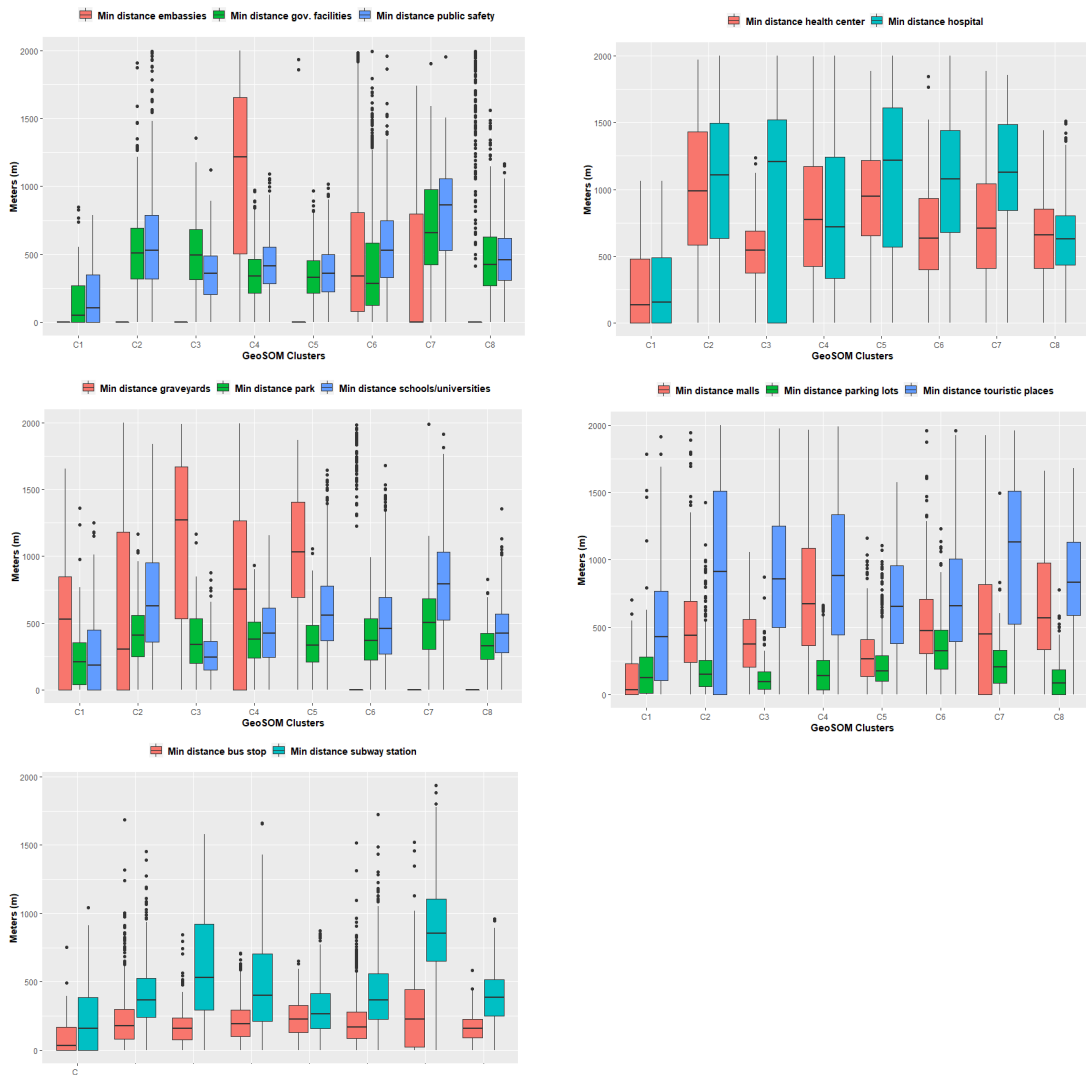 Min distance embassies Min distance gov. facilities Min distance public safety
2000
1500
1000
500
0
Meters (m)
C1 C2 C3 C4 C5 C6 C7 C8
GeoSOM Clusters
Min distance health center Min distance hospital
2000
1500
1000
500
0
Meters (m)
C1 C2 C3 C4 C5 C6 C7 C8
GeoSOM Clusters
Min distance graveyards Min distance park Min distance schools/universities
2000
1500
1000
500
0
Meters (m)
C1 C2 C3 C4 C5 C6 C7 C8
GeoSOM Clusters
Min distance malls Min distance parking lots Min distance touristic places
2000
1500
1000
500
0
Meters (m)
C1 C2 C3 C4 C5 C6 C7 C8
GeoSOM Clusters
Min distance bus stop Min distance subway station
2000
1500
1000
500
0
Meters (m)
C